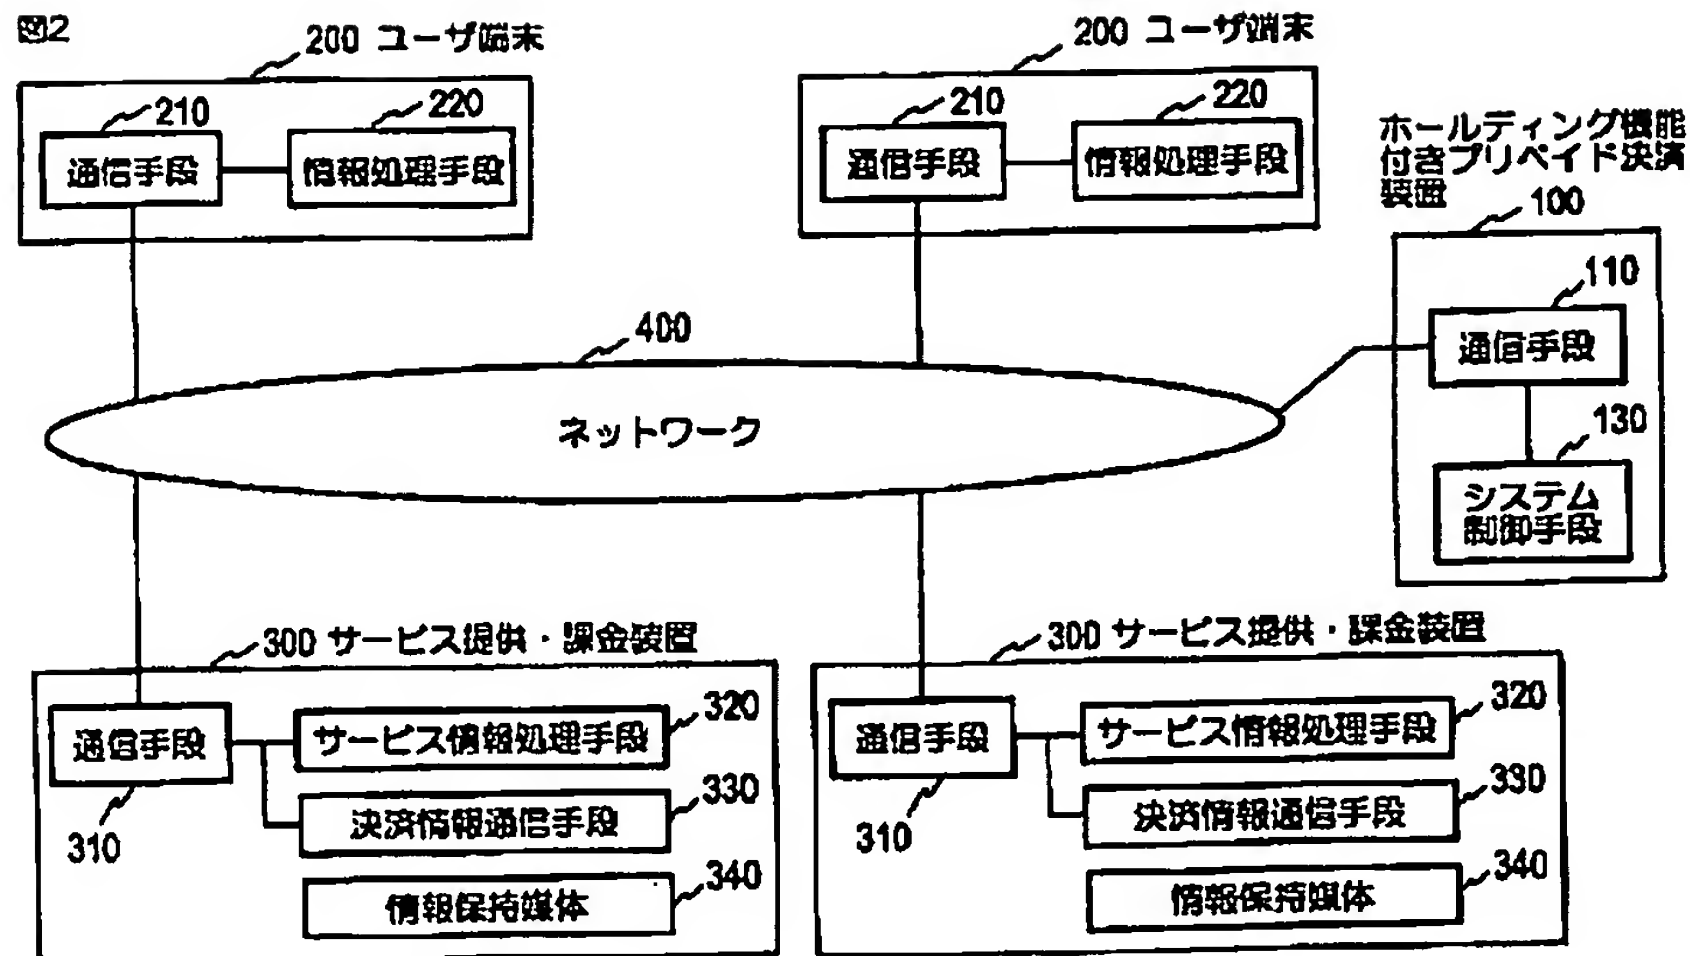 図2
200 ユーザ端末
210
220
通信手段
情報処理手段
200 ユーザ端末
210
220
通信手段
情報処理手段
ホールディング機能
付きプリペイド決済
装置
100
110
通信手段
130
システム
制御手段
400
ネットワーク
300 サービス提供・課金装置
通信手段
310
サービス情報処理手段
320
決済情報通信手段
330
情報保持媒体
340
300 サービス提供・課金装置
通信手段
310
サービス情報処理手段
320
決済情報通信手段
330
情報保持媒体
340